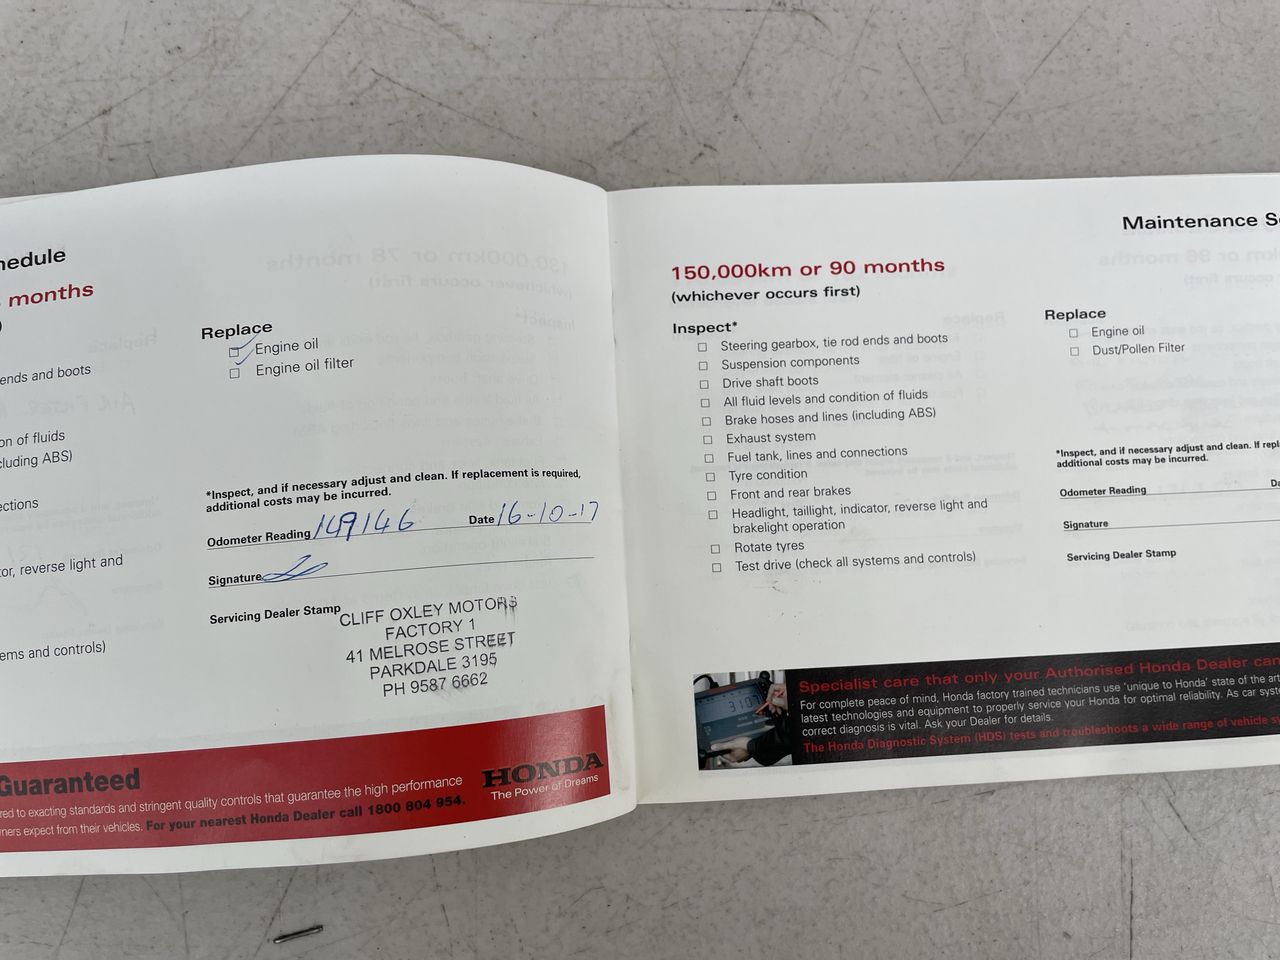 hedule
months
)
ends and boots
on of fluids
cluding ABS)
ections
tor, reverse light and
ems and controls)
Replace
Engine oil
Engine oil filter
*Inspect, and if necessary adjust and clean. If replacement is required,
additional costs may be incurred.
Odometer Reading 149146 Date 16-10-17
Signature
Servicing Dealer Stamp
CLIFF OXLEY MOTORS
FACTORY 1
41 MELROSE STREET
PARKDALE 3195
PH 9587 6662
Guaranteed
red to exacting standards and stringent quality controls that guarantee the high performance
ners expect from their vehicles. For your nearest Honda Dealer call 1800 804 954.
HONDA
The Power of Dreams
Maintenance S
150,000km or 90 months
(whichever occurs first)
Inspect*
Steering gearbox, tie rod ends and boots
Suspension components
Drive shaft boots
All fluid levels and condition of fluids
Brake hoses and lines (including ABS)
Exhaust system
Fuel tank, lines and connections
Tyre condition
Front and rear brakes
Headlight, taillight, indicator, reverse light and
brakelight operation
Rotate tyres
Test drive (check all systems and controls)
Replace
Engine oil
Dust/Pollen Filter
*Inspect, and if necessary adjust and clean. If repl
additional costs may be incurred.
Odometer Reading Da
Signature
Servicing Dealer Stamp
Specialist care that only your Authorised Honda Dealer can
For complete peace of mind, Honda factory trained technicians use 'unique to Honda' state of the art
latest technologies and equipment to properly service your Honda for optimal reliability. As car syste
correct diagnosis is vital. Ask your Dealer for details.
The Honda Diagnostic System (HDS) tests and troubleshoots a wide range of vehicle sy